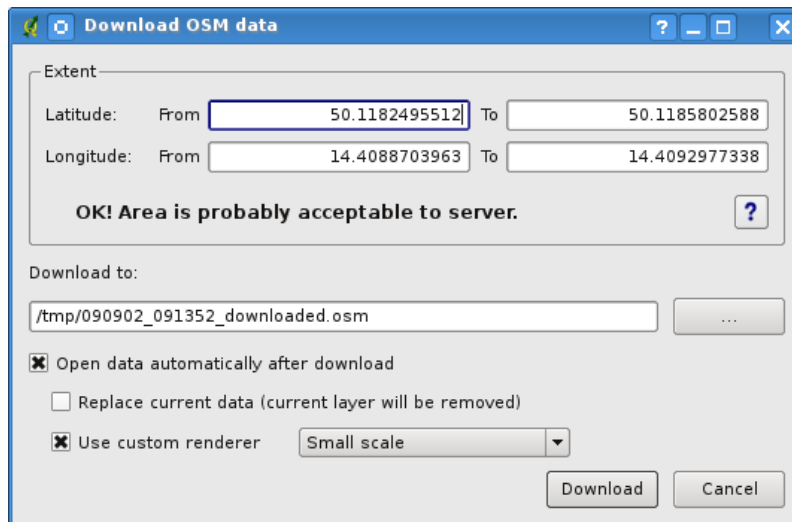 Download OSM data ?
Extent
Latitude: From 50.1182495512 To 50.1185802588
Longitude: From 14.4088703963 To 14.4092977338
OK! Area is probably acceptable to server. ?
Download to:
/tmp/090902_091352_downloaded.osm ...
Open data automatically after download
Replace current data (current layer will be removed)
Use custom renderer Small scale
Download Cancel